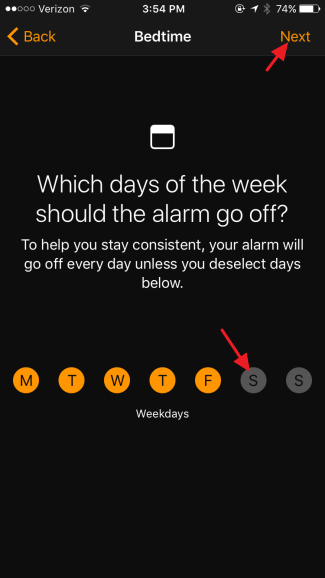 Verizon 3:54 PM 74%
Back Bedtime Next
Which days of the week
should the alarm go off?
To help you stay consistent, your alarm will
go off every day unless you deselect days
below.
M T W T F S S
Weekdays